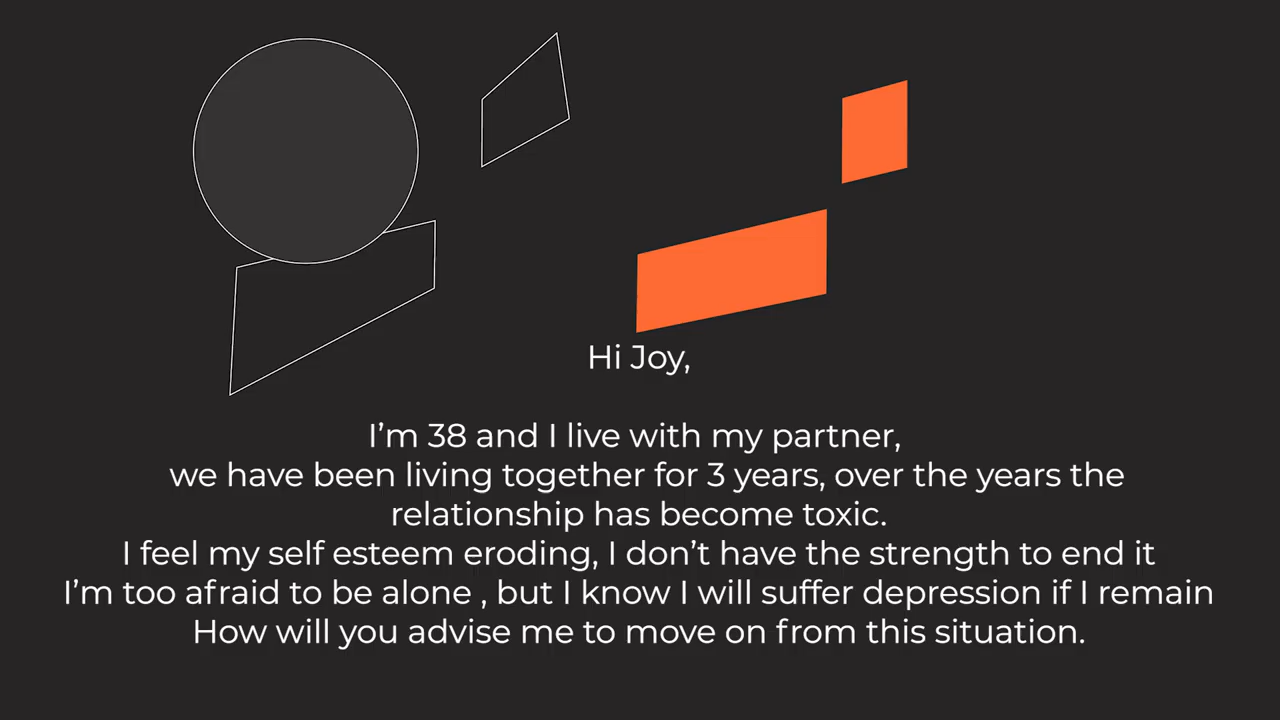 Hi Joy,
I’m 38 and I live with my partner,
we have been living together for 3 years, over the years the
relationship has become toxic.
I feel my self esteem eroding, I don’t have the strength to end it
I’m too afraid to be alone , but I know I will suffer depression if I remain
How will you advise me to move on from this situation.